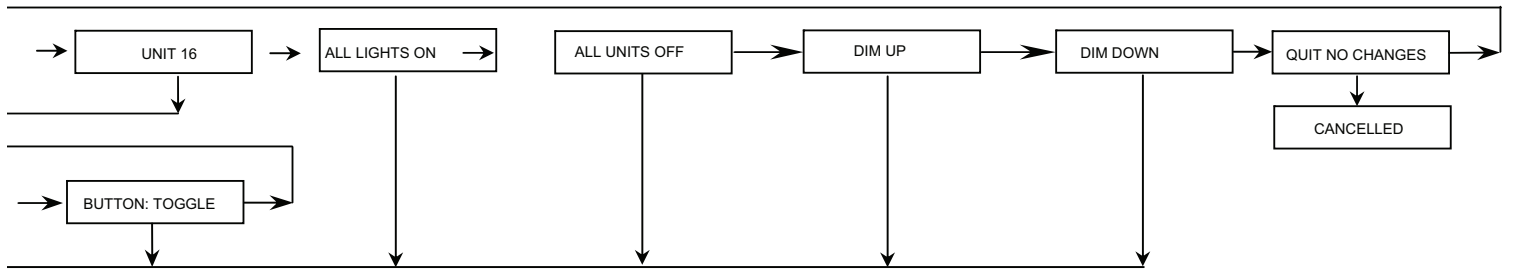 UNIT 16
ALL LIGHTS ON
ALL UNITS OFF
DIM UP
DIM DOWN
QUIT NO CHANGES
CANCELLED
BUTTON: TOGGLE